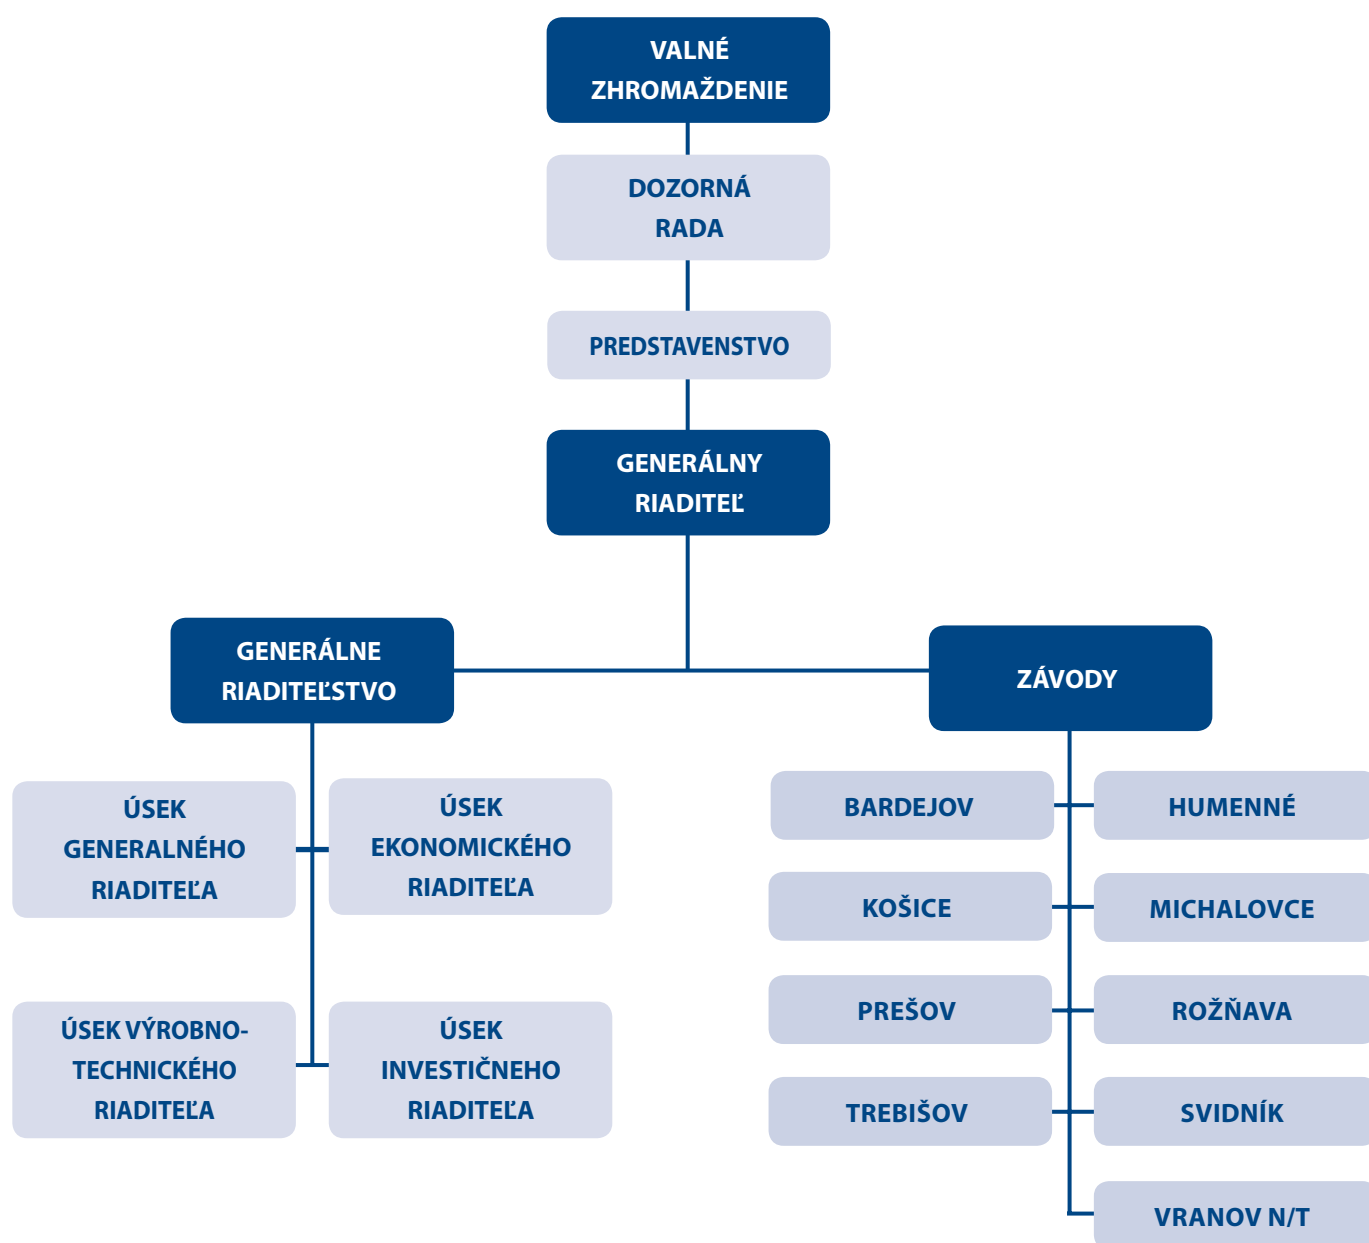 VALNÉ
ZHROMAŽDENIE
DOZORNÁ
RADA
PREDSTAVENSTVO
GENERÁLNY
RIADITEĽ
GENERÁLNE
RIADITEĽSTVO
ZÁVODY
ÚSEK
GENERALNÉHO
RIADITEĽA
ÚSEK
EKONOMICKÉHO
RIADITEĽA
ÚSEK VÝROBNO-
TECHNICKÉHO
RIADITEĽA
ÚSEK
INVESTIČNEHO
RIADITEĽA
BARDEJOV
HUMENNÉ
KOŠICE
MICHALOVCE
PREŠOV
ROŽŇAVA
TREBIŠOV
SVIDNÍK
VRANOV N/T